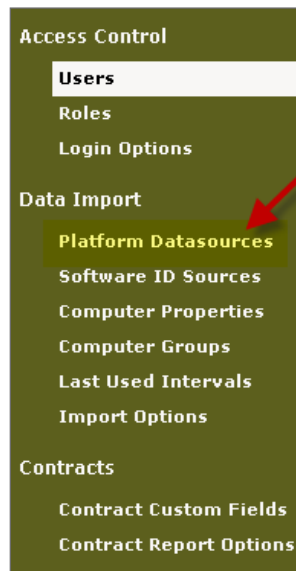 Access Control
Users
Roles
Login Options
Data Import
Platform Datasources
Software ID Sources
Computer Properties
Computer Groups
Last Used Intervals
Import Options
Contracts
Contract Custom Fields
Contract Report Options